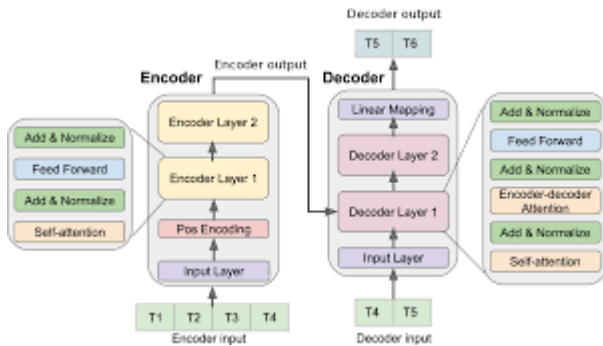 Decoder output
T5 T6
Encoder output
Encoder
Decoder
Linear Mapping
Encoder Layer 2
Decoder Layer 2
Encoder Layer 1
Decoder Layer 1
Pos Encoding
Input Layer
Input Layer
Add & Normalize
Feed Forward
Add & Normalize
Self-attention
Add & Normalize
Feed Forward
Add & Normalize
Encoder-decoder
Attention
Add & Normalize
Self-attention
T1 T2 T3 T4
Encoder input
T4 T5
Decoder input